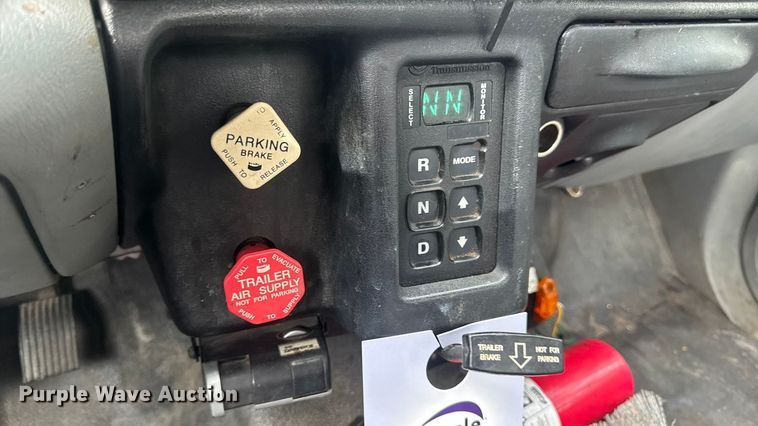 Transmission
SELECT
NN
MONITOR
TO APPLY
PARKING
BRAKE
PUSH TO RELEASE
R
MODE
N
D
PULL TO EVACUATE
TRAILER
AIR SUPPLY
NOT FOR PARKING
PUSH TO SUPPLY
TRAILER
BRAKE
NOT FOR
PARKING
Purple Wave Auction